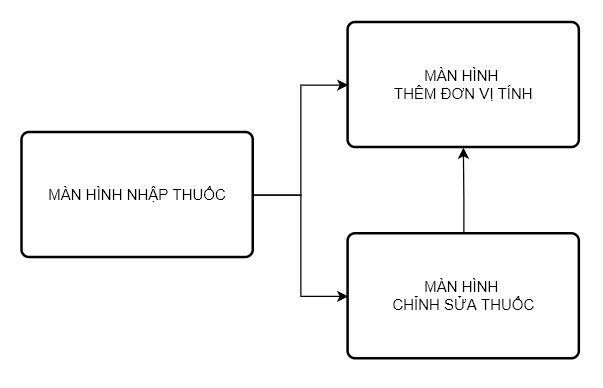 MÀN HÌNH
THÊM ĐƠN VỊ TÍNH
MÀN HÌNH NHẬP THUỐC
MÀN HÌNH
CHỈNH SỬA THUỐC